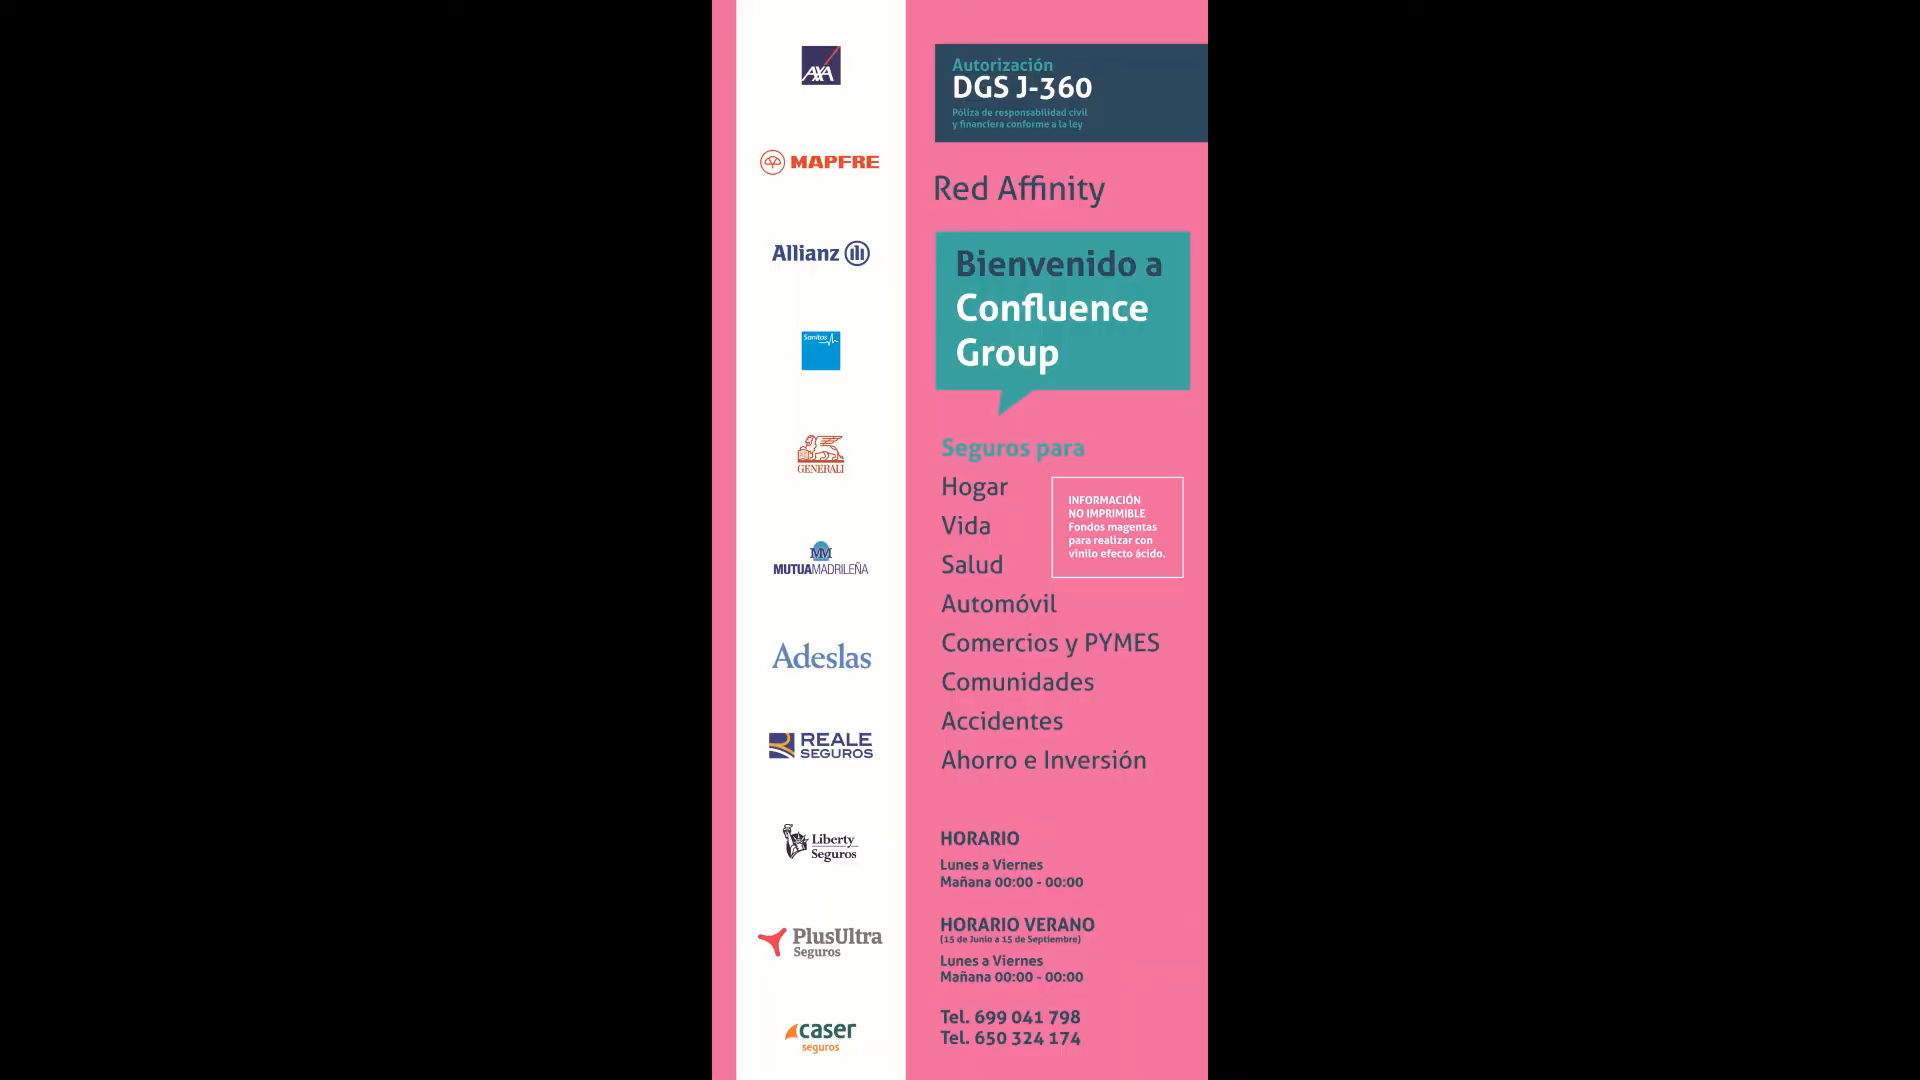 AXA
MAPFRE
Allianz
Sanitas
GENERALI
MM
MUTUAMADRILEÑA
Adeslas
REALE
SEGUROS
Liberty
Seguros
PlusUltra
Seguros
caser
seguros
Autorización
DGS J-360
Póliza de responsabilidad civil
y financiera conforme a la ley
Red Affinity
Bienvenido a
Confluence
Group
Seguros para
Hogar
Vida
Salud
Automóvil
Comercios y PYMES
Comunidades
Accidentes
Ahorro e Inversión
INFORMACIÓN
NO IMPRIMIBLE
Fondos magentas
para realizar con
vinilo efecto ácido.
HORARIO
Lunes a Viernes
Mañana 00:00 - 00:00
HORARIO VERANO
(15 de Junio a 15 de Septiembre)
Lunes a Viernes
Mañana 00:00 - 00:00
Tel. 699 041 798
Tel. 650 324 174